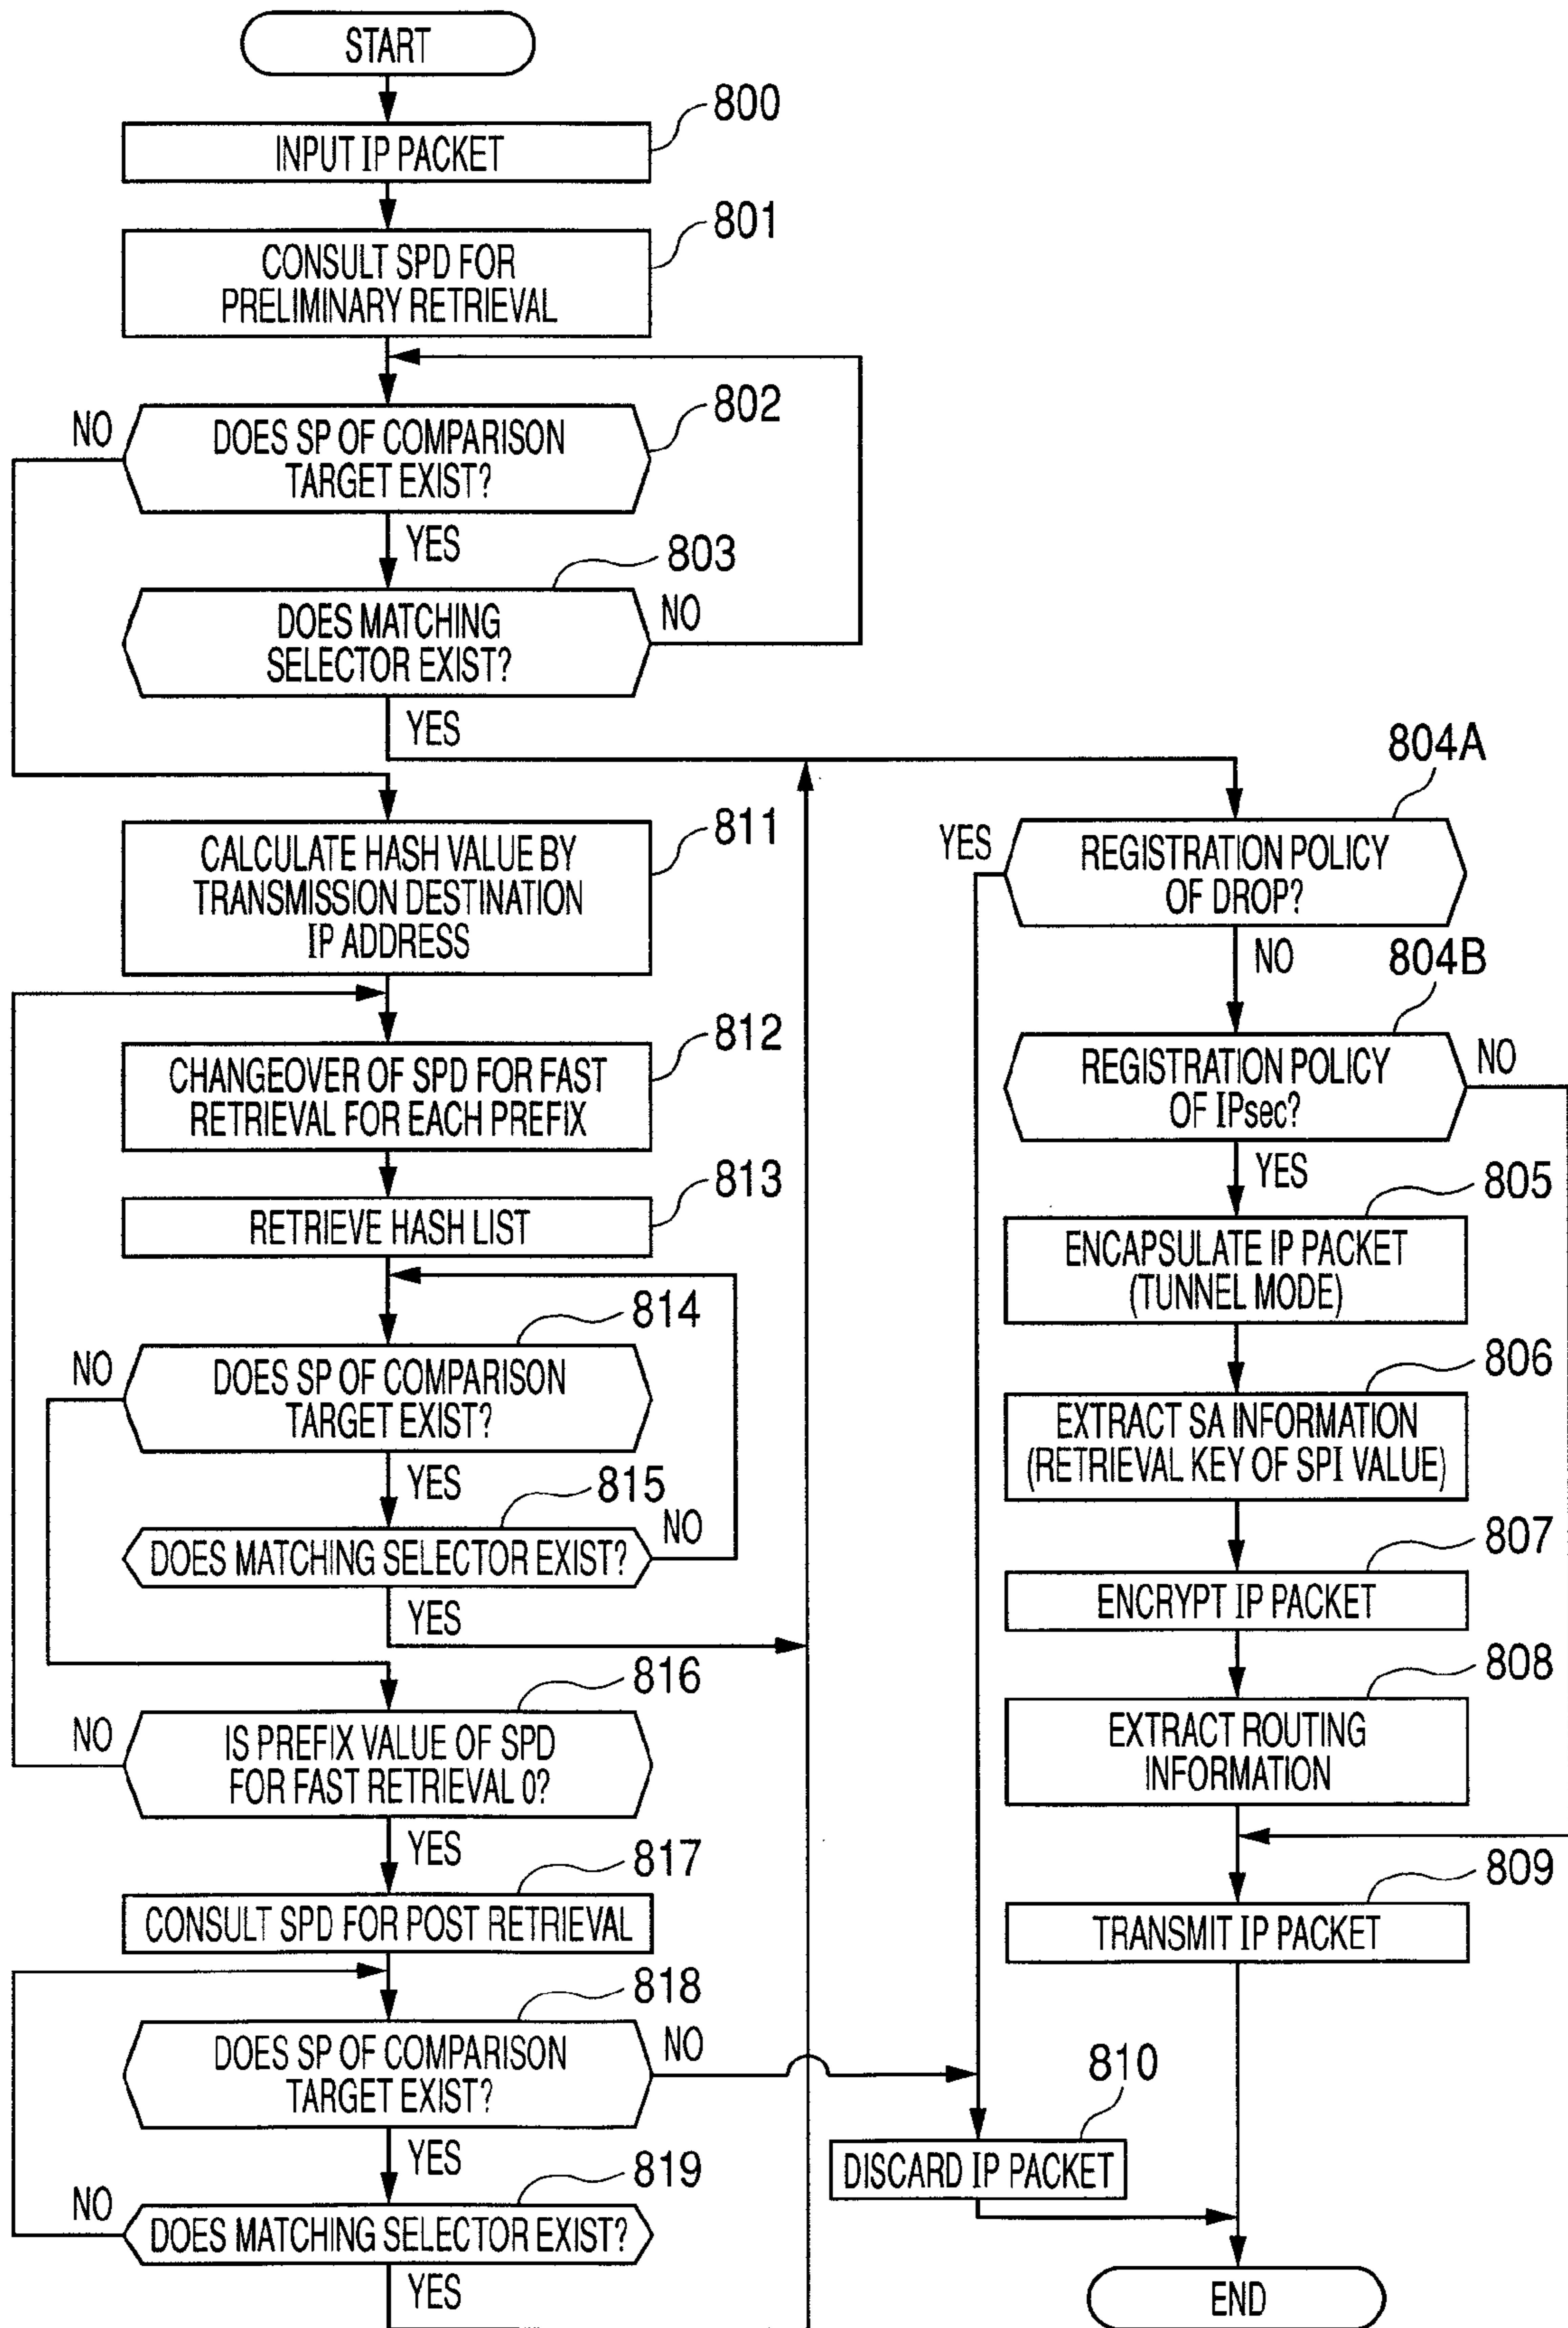 START
800
INPUT IP PACKET
801
CONSULT SPD FOR
PRELIMINARY RETRIEVAL
802
NO
DOES SP OF COMPARISON
TARGET EXIST?
YES
803
DOES MATCHING
SELECTOR EXIST?
NO
YES
811
CALCULATE HASH VALUE BY
TRANSMISSION DESTINATION
IP ADDRESS
812
CHANGEOVER OF SPD FOR FAST
RETRIEVAL FOR EACH PREFIX
813
RETRIEVE HASH LIST
814
NO
DOES SP OF COMPARISON
TARGET EXIST?
YES
815
DOES MATCHING SELECTOR EXIST?
NO
YES
816
NO
IS PREFIX VALUE OF SPD
FOR FAST RETRIEVAL 0?
YES
817
CONSULT SPD FOR POST RETRIEVAL
818
DOES SP OF COMPARISON
TARGET EXIST?
NO
YES
819
NO
DOES MATCHING SELECTOR EXIST?
YES
804A
YES
REGISTRATION POLICY
OF DROP?
NO
804B
REGISTRATION POLICY
OF IPsec?
NO
YES
805
ENCAPSULATE IP PACKET
(TUNNEL MODE)
806
EXTRACT SA INFORMATION
(RETRIEVAL KEY OF SPI VALUE)
807
ENCRYPT IP PACKET
808
EXTRACT ROUTING
INFORMATION
809
TRANSMIT IP PACKET
810
DISCARD IP PACKET
END